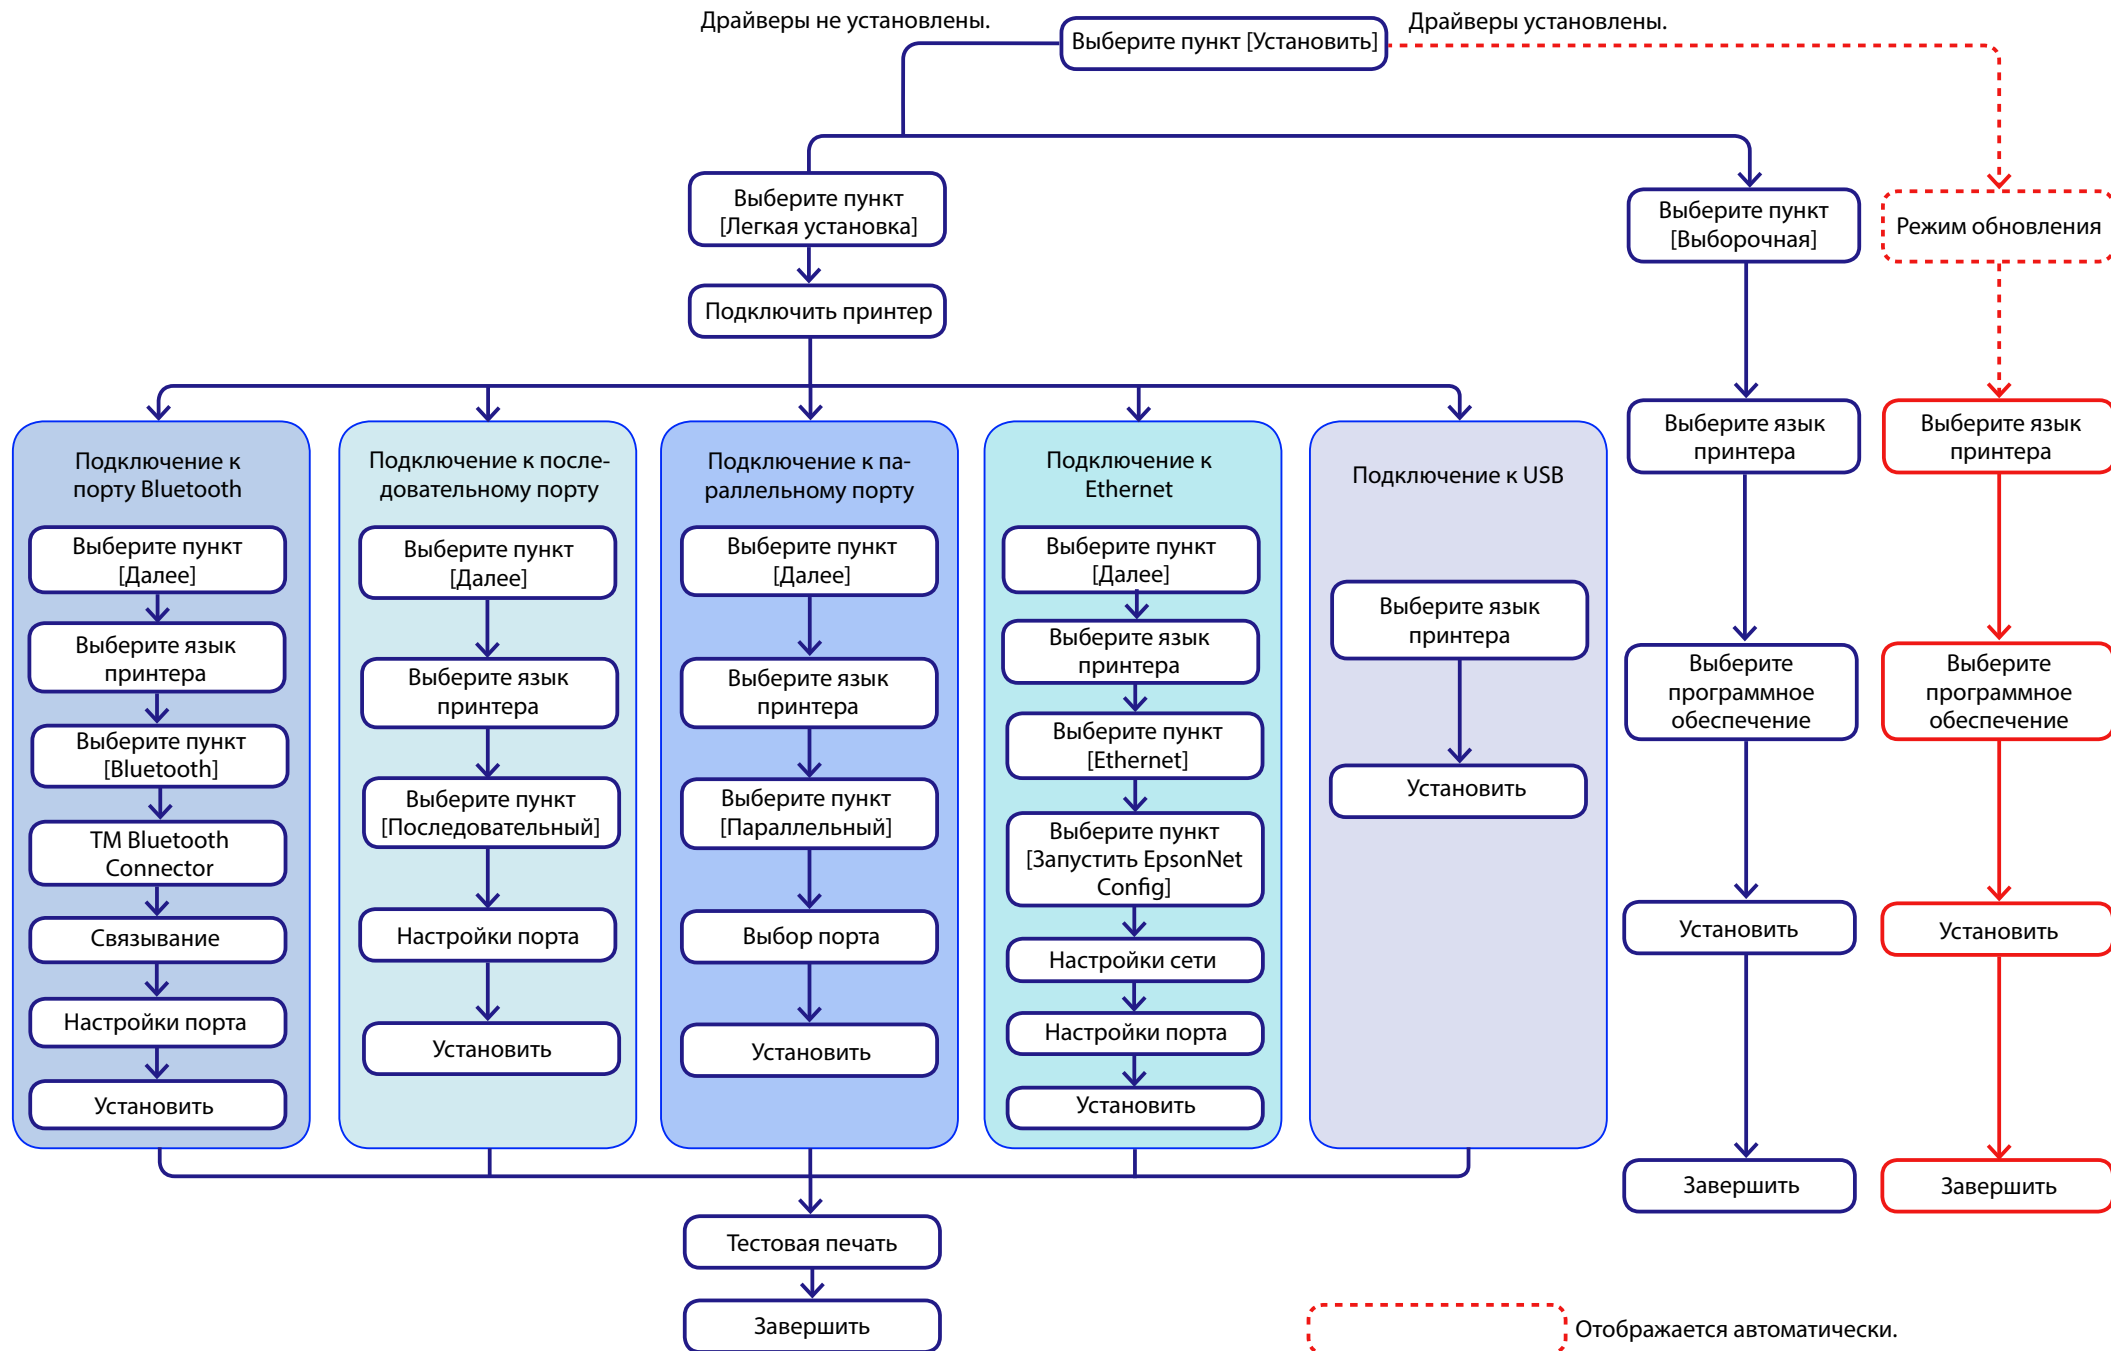 Драйверы не установлены.
Выберите пункт [Установить]
Драйверы установлены.
Выберите пункт
[Легкая установка]
Подключить принтер
Выберите пункт
[Выборочная]
Режим обновления
Подключение к
порту Bluetooth
Выберите пункт
[Далее]
Выберите язык
принтера
Выберите пункт
[Bluetooth]
TM Bluetooth
Connector
Связывание
Настройки порта
Установить
Подключение к после-
довательному порту
Выберите пункт
[Далее]
Выберите язык
принтера
Выберите пункт
[Последовательный]
Настройки порта
Установить
Подключение к па-
раллельному порту
Выберите пункт
[Далее]
Выберите язык
принтера
Выберите пункт
[Параллельный]
Выбор порта
Установить
Подключение к
Ethernet
Выберите пункт
[Далее]
Выберите язык
принтера
Выберите пункт
[Ethernet]
Выберите пункт
[Запустить EpsonNet
Config]
Настройки сети
Настройки порта
Установить
Подключение к USB
Выберите язык
принтера
Установить
Выберите язык
принтера
Выберите
программное
обеспечение
Установить
Завершить
Выберите язык
принтера
Выберите
программное
обеспечение
Установить
Завершить
Тестовая печать
Завершить
Отображается автоматически.